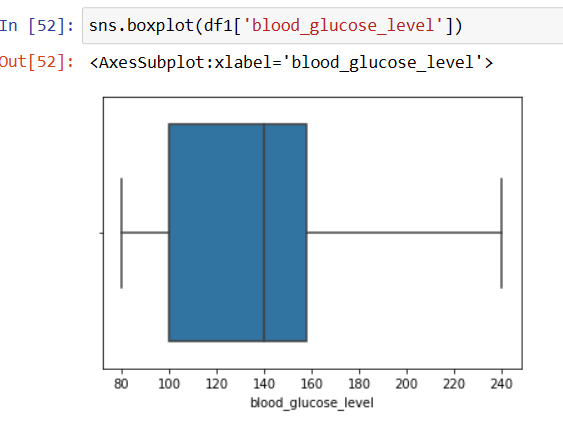 In [52]: sns.boxplot(df1['blood_glucose_level'])
Out[52]: <AxesSubplot:xlabel='blood_glucose_level'>
80 100 120 140 160 180 200 220 240
blood_glucose_level